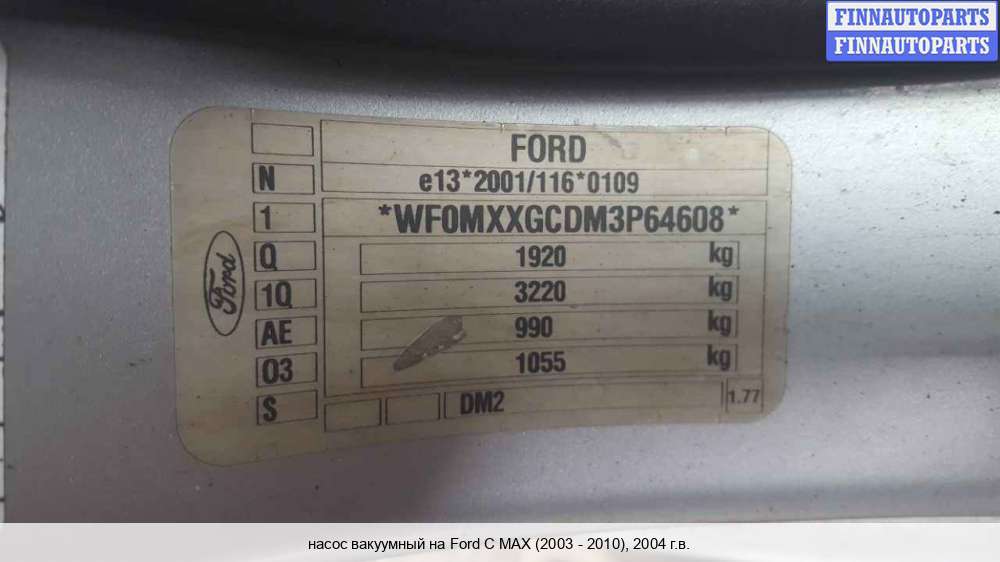 FINNAUTOPARTS
FINNAUTOPARTS
FORD
N e13*2001/116*0109
1 *WF0MXXGCDM3P64608*
Q 1920 kg
1Q 3220 kg
AE 990 kg
O3 1055 kg
S DM2 1.77
Ford
насос вакуумный на Ford C MAX (2003 - 2010), 2004 г.в.